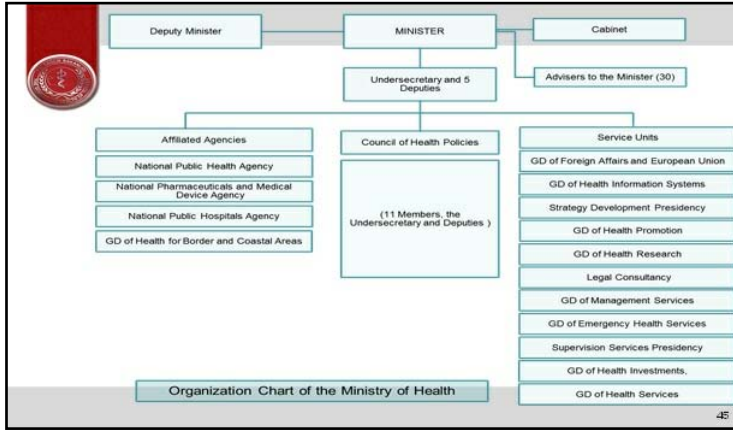 Deputy Minister
MINISTER
Cabinet
Undersecretary and 5
Deputies
Advisers to the Minister (30)
Affiliated Agencies
National Public Health Agency
National Pharmaceuticals and Medical
Device Agency
National Public Hospitals Agency
GD of Health for Border and Coastal Areas
Council of Health Policies
(11 Members, the
Undersecretary and Deputies )
Service Units
GD of Foreign Affairs and European Union
GD of Health Information Systems
Strategy Development Presidency
GD of Health Promotion
GD of Health Research
Legal Consultancy
GD of Management Services
GD of Emergency Health Services
Supervision Services Presidency
GD of Health Investments,
GD of Health Services
Organization Chart of the Ministry of Health
45